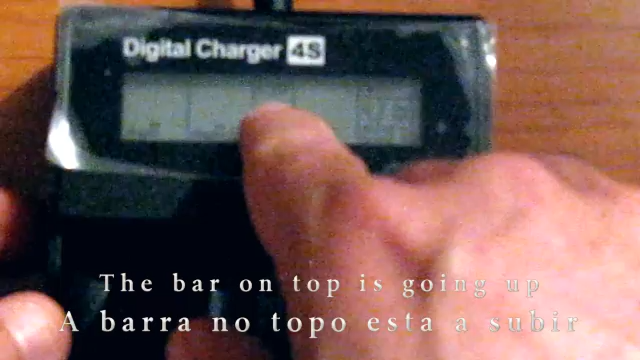 Digital Charger 4S
The bar on top is going up
A barra no topo esta a subir